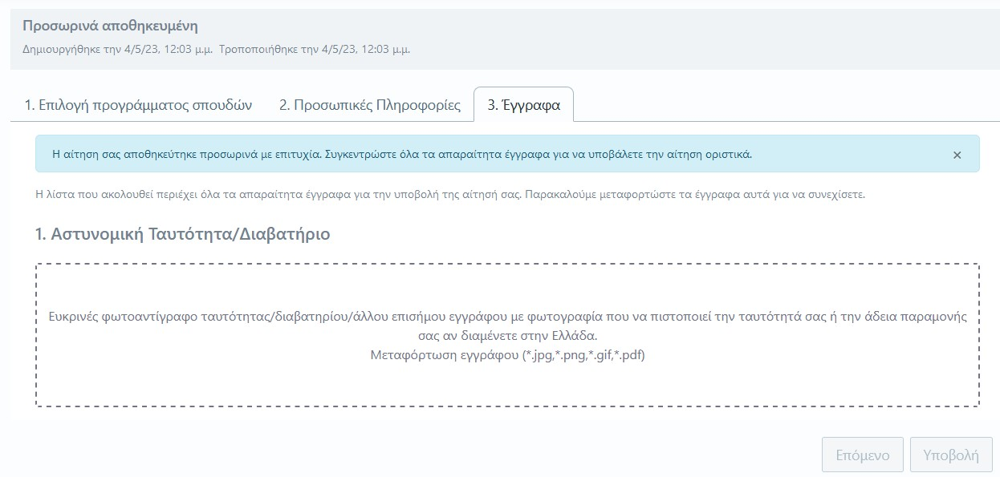 Προσωρινά αποθηκευμένη
Δημιουργήθηκε την 4/5/23, 12:03 μ.μ. Τροποποιήθηκε την 4/5/23, 12:03 μ.μ.
1. Επιλογή προγράμματος σπουδών 2. Προσωπικές Πληροφορίες 3. Έγγραφα
Η αίτηση σας αποθηκεύτηκε προσωρινά με επιτυχία. Συγκεντρώστε όλα τα απαραίτητα έγγραφα για να υποβάλετε την αίτηση οριστικά. ×
Η λίστα που ακολουθεί περιέχει όλα τα απαραίτητα έγγραφα για την υποβολή της αίτησή σας. Παρακαλούμε μεταφορτώστε τα έγγραφα αυτά για να συνεχίσετε.
1. Αστυνομική Ταυτότητα/Διαβατήριο
Ευκρινές φωτοαντίγραφο ταυτότητας/διαβατηρίου/άλλου επισήμου εγγράφου με φωτογραφία που να πιστοποιεί την ταυτότητά σας ή την άδεια παραμονής
σας αν διαμένετε στην Ελλάδα.
Μεταφόρτωση εγγράφου (*.jpg,*.png,*.gif,*.pdf)
Επόμενο Υποβολή